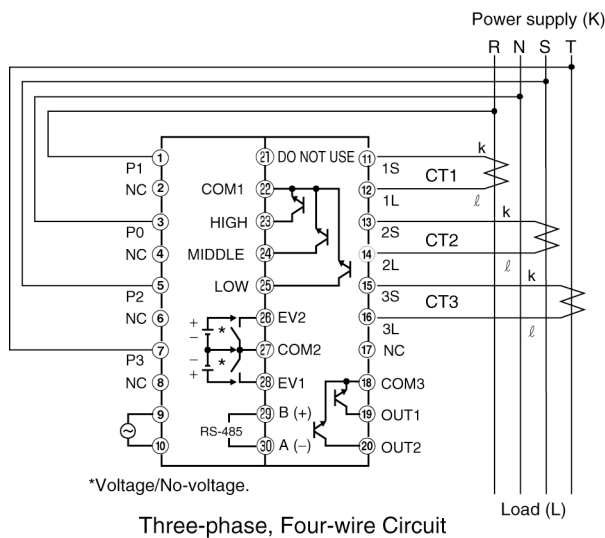 Power supply (K)
R N S T
1 21 DO NOT USE 11 k
P1 1S CT1
NC 2 COM1 22 12
1L ℓ
3 HIGH 23 13 k
P0 2S CT2
NC 4 MIDDLE 24 14
2L ℓ
5 LOW 25 15 k
P2 3S CT3
NC 6 + * 26 EV2 16
− 3L ℓ
7 27 COM2 17 NC
P3 − *
NC 8 + 28 EV1 18 COM3
9 29 B (+) 19 OUT1
RS-485
10 30 A (−) 20 OUT2
*Voltage/No-voltage.
Load (L)
Three-phase, Four-wire Circuit